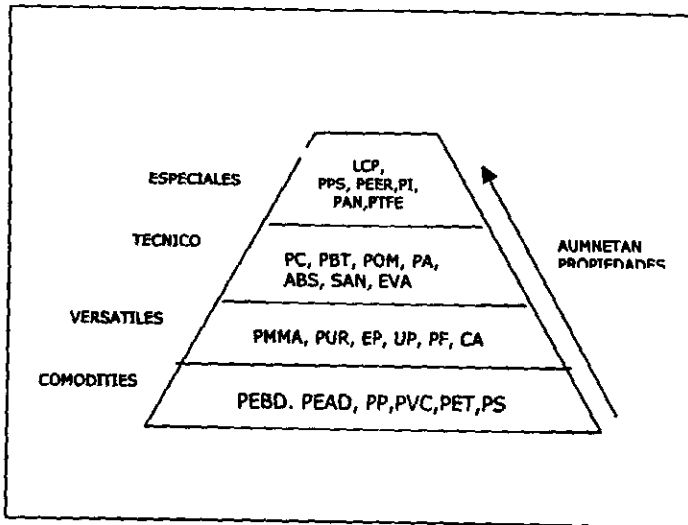 ESPECIALES
LCP,
PPS, PEER,PI,
PAN,PTFE
TECNICO
PC, PBT, POM, PA,
ABS, SAN, EVA
AUMNETAN
PROPIEDADES
VERSATILES
PMMA, PUR, EP, UP, PF, CA
COMODITIES
PEBD. PEAD, PP,PVC,PET,PS